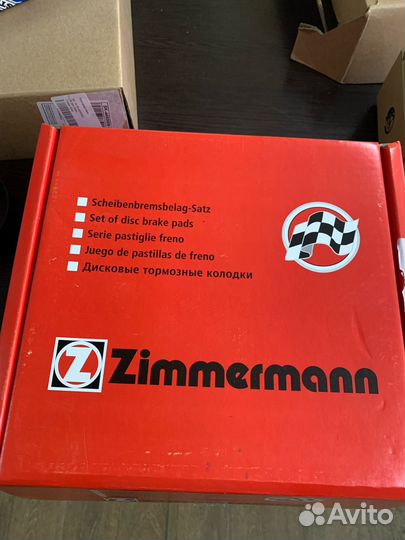 Scheibenbremsbelag-Satz
Set of disc brake pads
Serie pastiglie freno
Juego de pastillas de freno
Дисковые тормозные колодки
Z Zimmermann
Avito